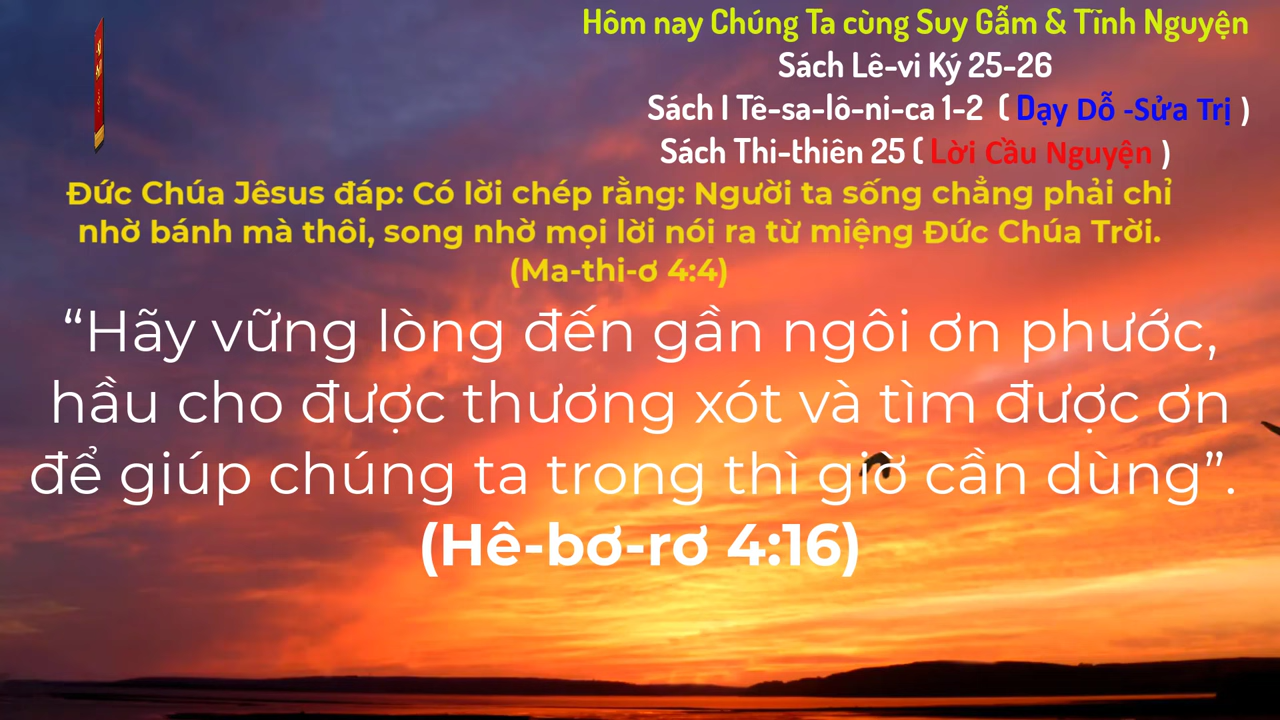 Hôm nay Chúng Ta cùng Suy Gẫm & Tĩnh Nguyện
Sách Lê-vi Ký 25-26
Sách I Tê-sa-lô-ni-ca 1-2 ( Dạy Dỗ -Sửa Trị )
Sách Thi-thiên 25 ( Lời Cầu Nguyện )
Đức Chúa Jêsus đáp: Có lời chép rằng: Người ta sống chẳng phải chỉ
nhờ bánh mà thôi, song nhờ mọi lời nói ra từ miệng Đức Chúa Trời.
(Ma-thi-ơ 4:4)
“Hãy vững lòng đến gần ngôi ơn phước,
hầu cho được thương xót và tìm được ơn
để giúp chúng ta trong thì giờ cần dùng”.
(Hê-bơ-rơ 4:16)